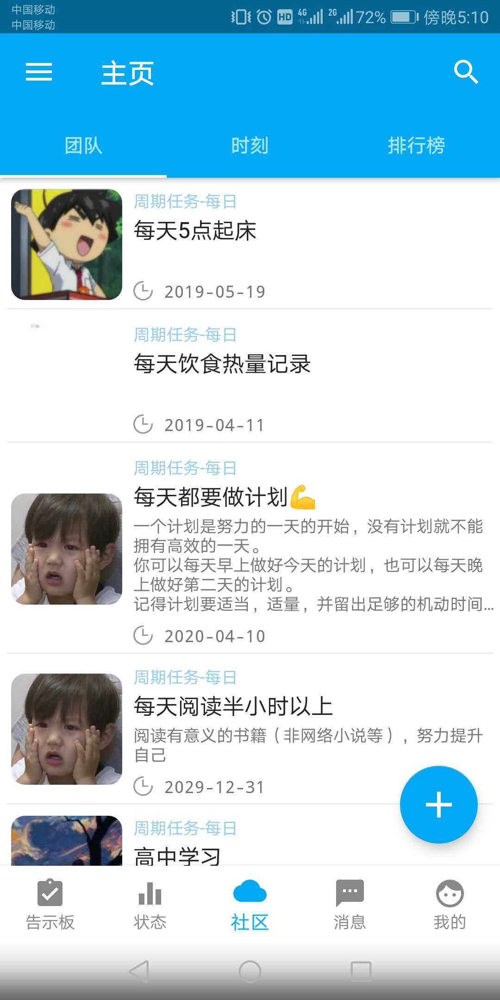 中国移动
中国移动
HD 4G 2G 72% 傍晚5:10
主页
团队 时刻 排行榜
周期任务-每日
每天5点起床
2019-05-19
周期任务-每日
每天饮食热量记录
2019-04-11
周期任务-每日
每天都要做计划💪
一个计划是努力的一天的开始，没有计划就不能
拥有高效的一天。
你可以每天早上做好今天的计划，也可以每天晚
上做好第二天的计划。
记得计划要适当，适量，并留出足够的机动时间...
2020-04-10
周期任务-每日
每天阅读半小时以上
阅读有意义的书籍（非网络小说等），努力提升
自己
2029-12-31
周期任务-每日
高中学习
告示板 状态 社区 消息 我的